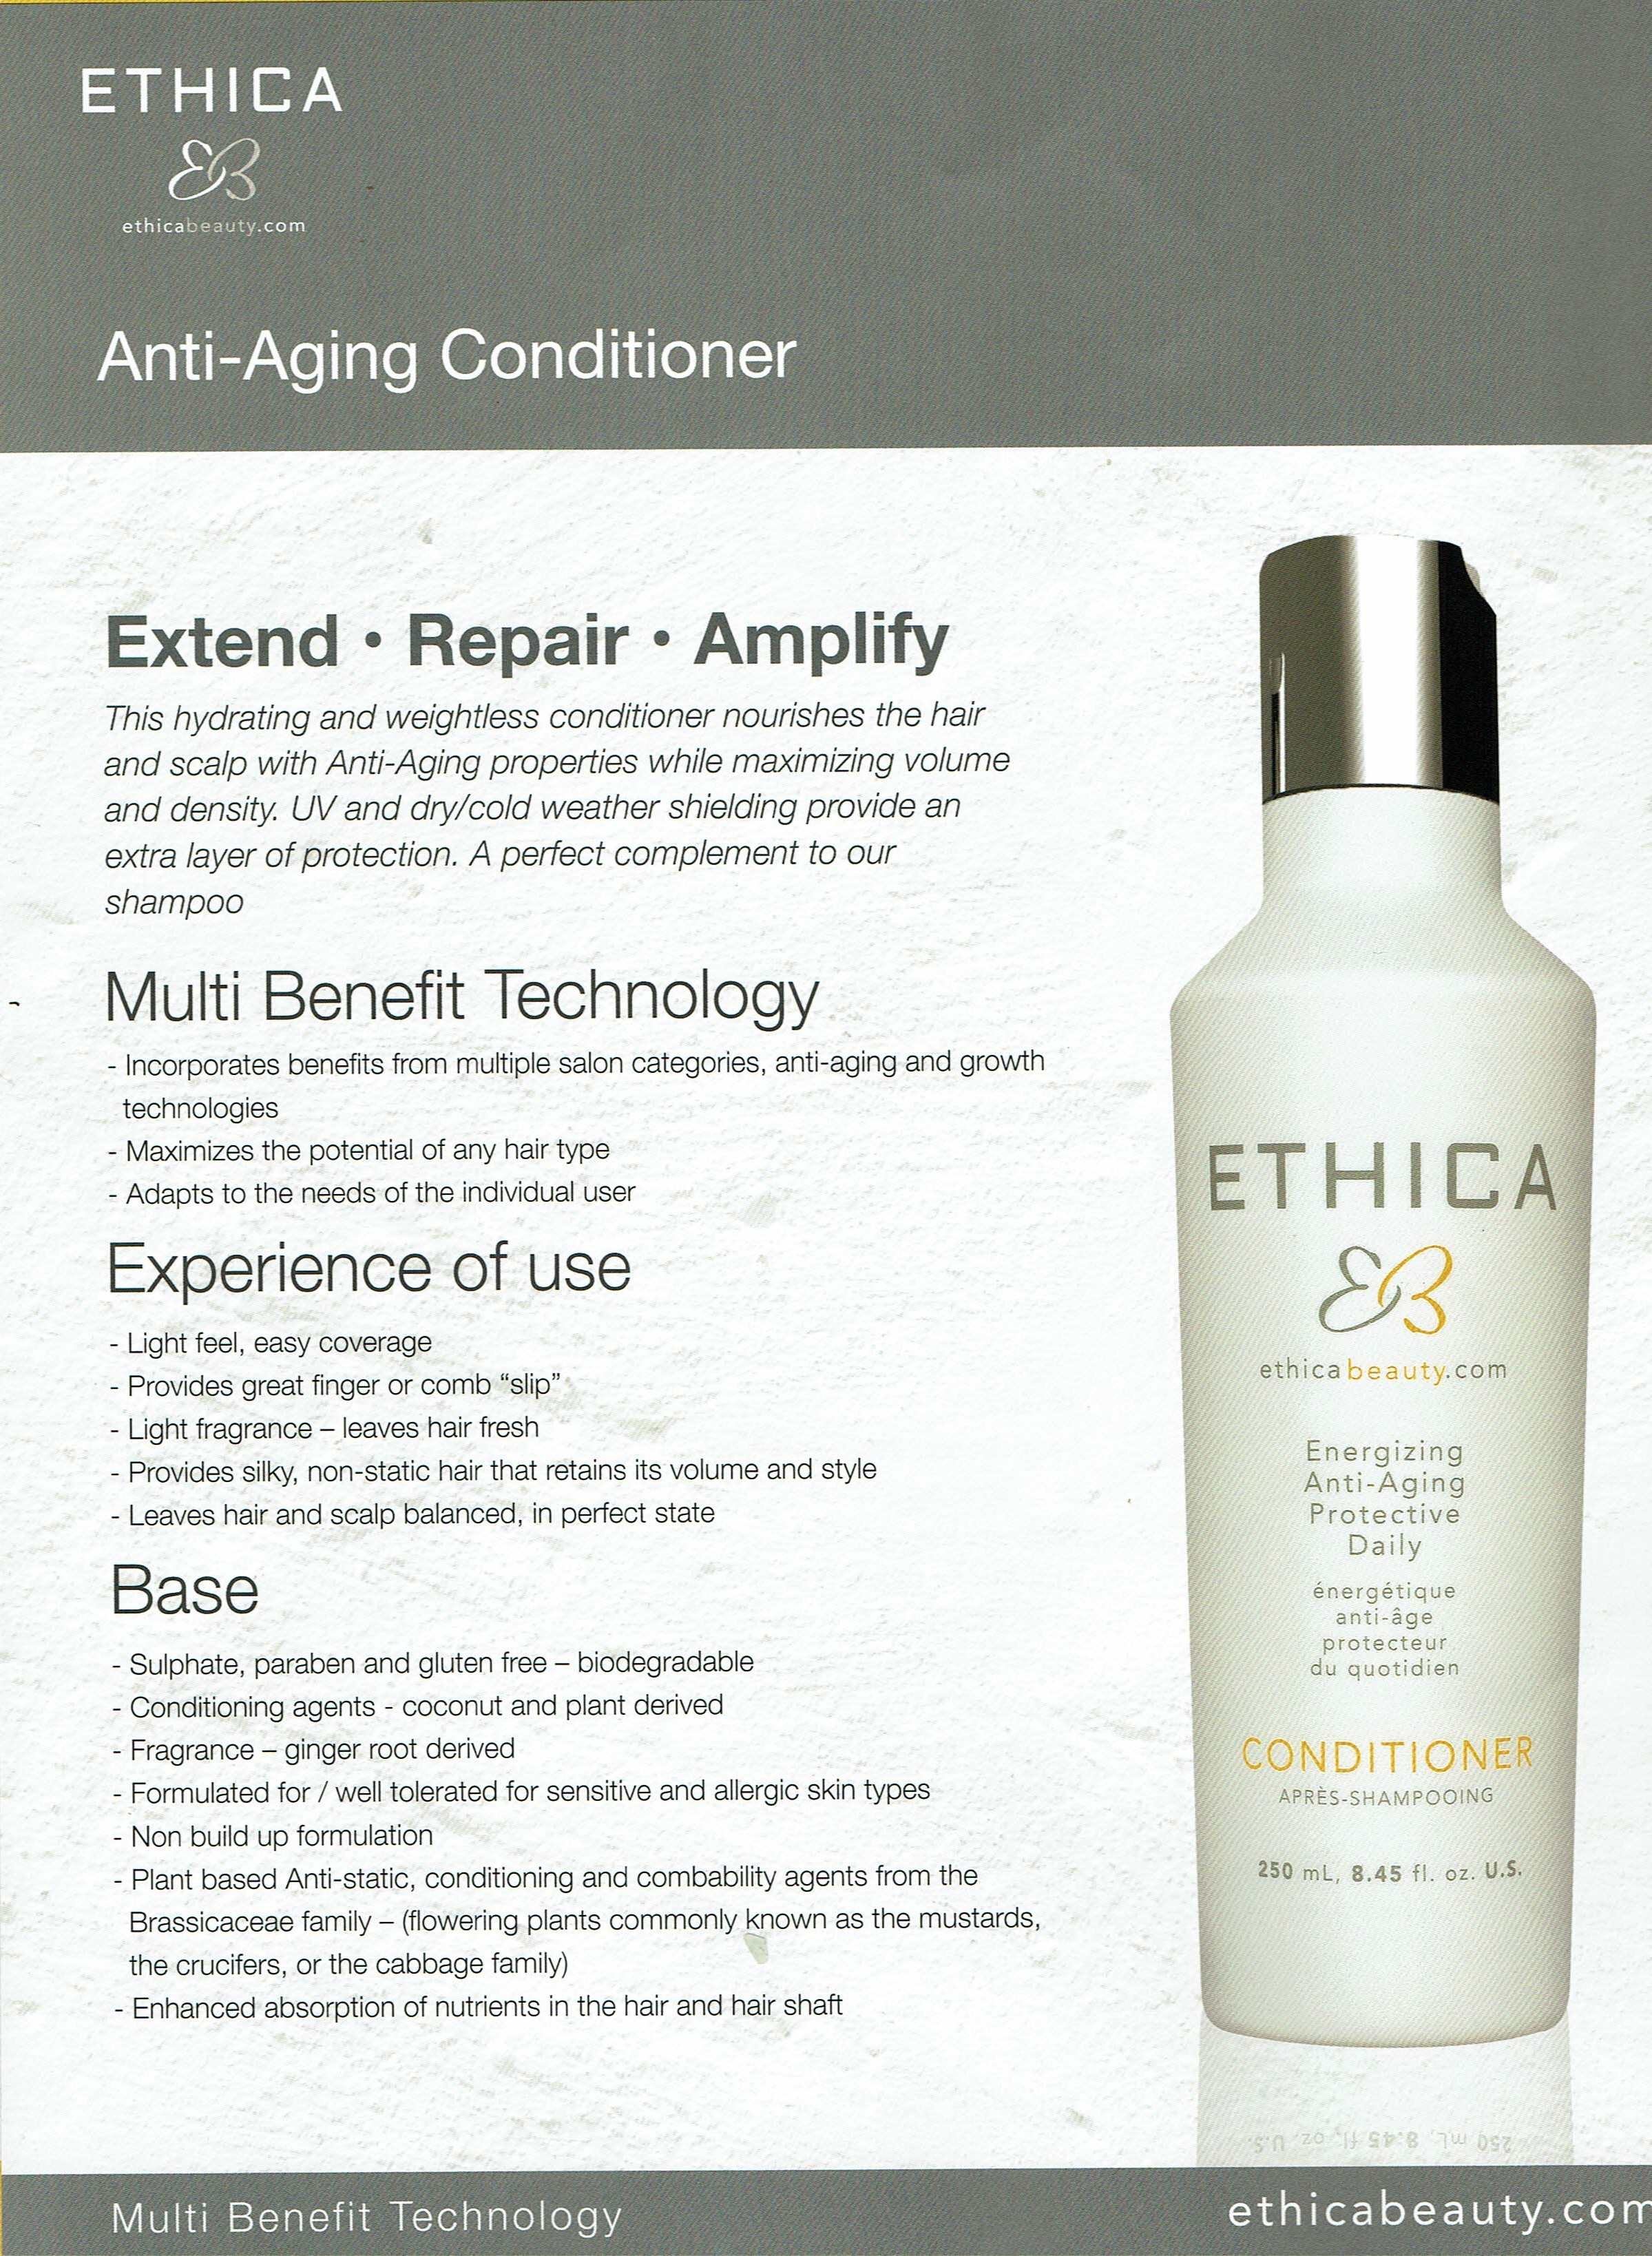 ETHICA
EB
ethicabeauty.com
Anti-Aging Conditioner
Extend • Repair • Amplify
This hydrating and weightless conditioner nourishes the hair
and scalp with Anti-Aging properties while maximizing volume
and density. UV and dry/cold weather shielding provide an
extra layer of protection. A perfect complement to our
shampoo
Multi Benefit Technology
- Incorporates benefits from multiple salon categories, anti-aging and growth
technologies
- Maximizes the potential of any hair type
- Adapts to the needs of the individual user
Experience of use
- Light feel, easy coverage
- Provides great finger or comb “slip”
- Light fragrance – leaves hair fresh
- Provides silky, non-static hair that retains its volume and style
- Leaves hair and scalp balanced, in perfect state
Base
- Sulphate, paraben and gluten free – biodegradable
- Conditioning agents - coconut and plant derived
- Fragrance – ginger root derived
- Formulated for / well tolerated for sensitive and allergic skin types
- Non build up formulation
- Plant based Anti-static, conditioning and combability agents from the
Brassicaceae family – (flowering plants commonly known as the mustards,
the crucifers, or the cabbage family)
- Enhanced absorption of nutrients in the hair and hair shaft
ETHICA
EB
ethicabeauty.com
Energizing
Anti-Aging
Protective
Daily
énergétique
anti-âge
protecteur
du quotidien
CONDITIONER
APRÈS-SHAMPOOING
250 mL, 8.45 fl. oz. U.S.
250 mL, 8.45 fl. oz. U.S.
Multi Benefit Technology
ethicabeauty.com